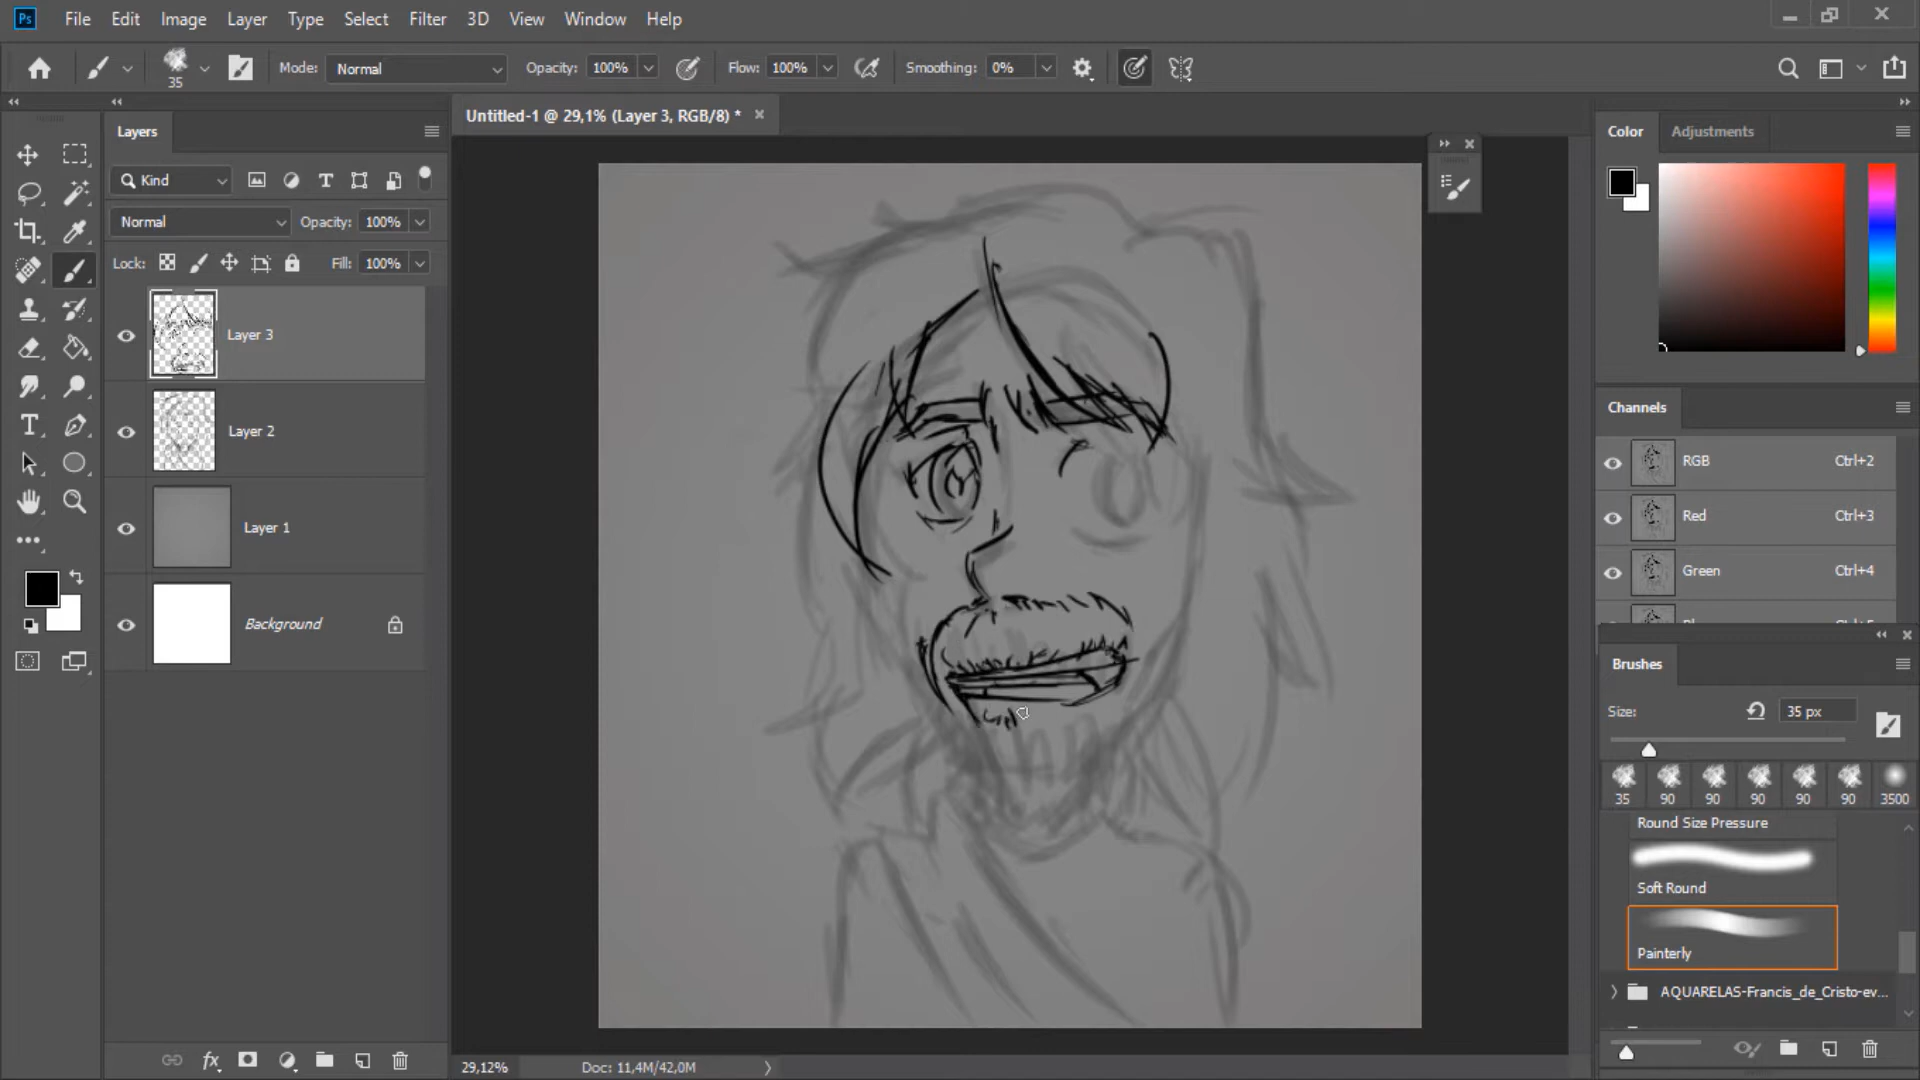 Ps File Edit Image Layer Type Select Filter 3D View Window Help
35 Mode: Normal Opacity: 100% Flow: 100% Smoothing: 0%
Layers
Kind
Normal Opacity: 100%
Lock: Fill: 100%
Layer 3
Layer 2
Layer 1
Background
Untitled-1 @ 29,1% (Layer 3, RGB/8) *
29,12% Doc: 11,4M/42,0M
Color Adjustments
Channels
RGB Ctrl+2
Red Ctrl+3
Green Ctrl+4
Brushes
Size: 35 px
35 90 90 90 90 90 3500
Round Size Pressure
Soft Round
Painterly
AQUARELAS-Francis_de_Cristo-ev...